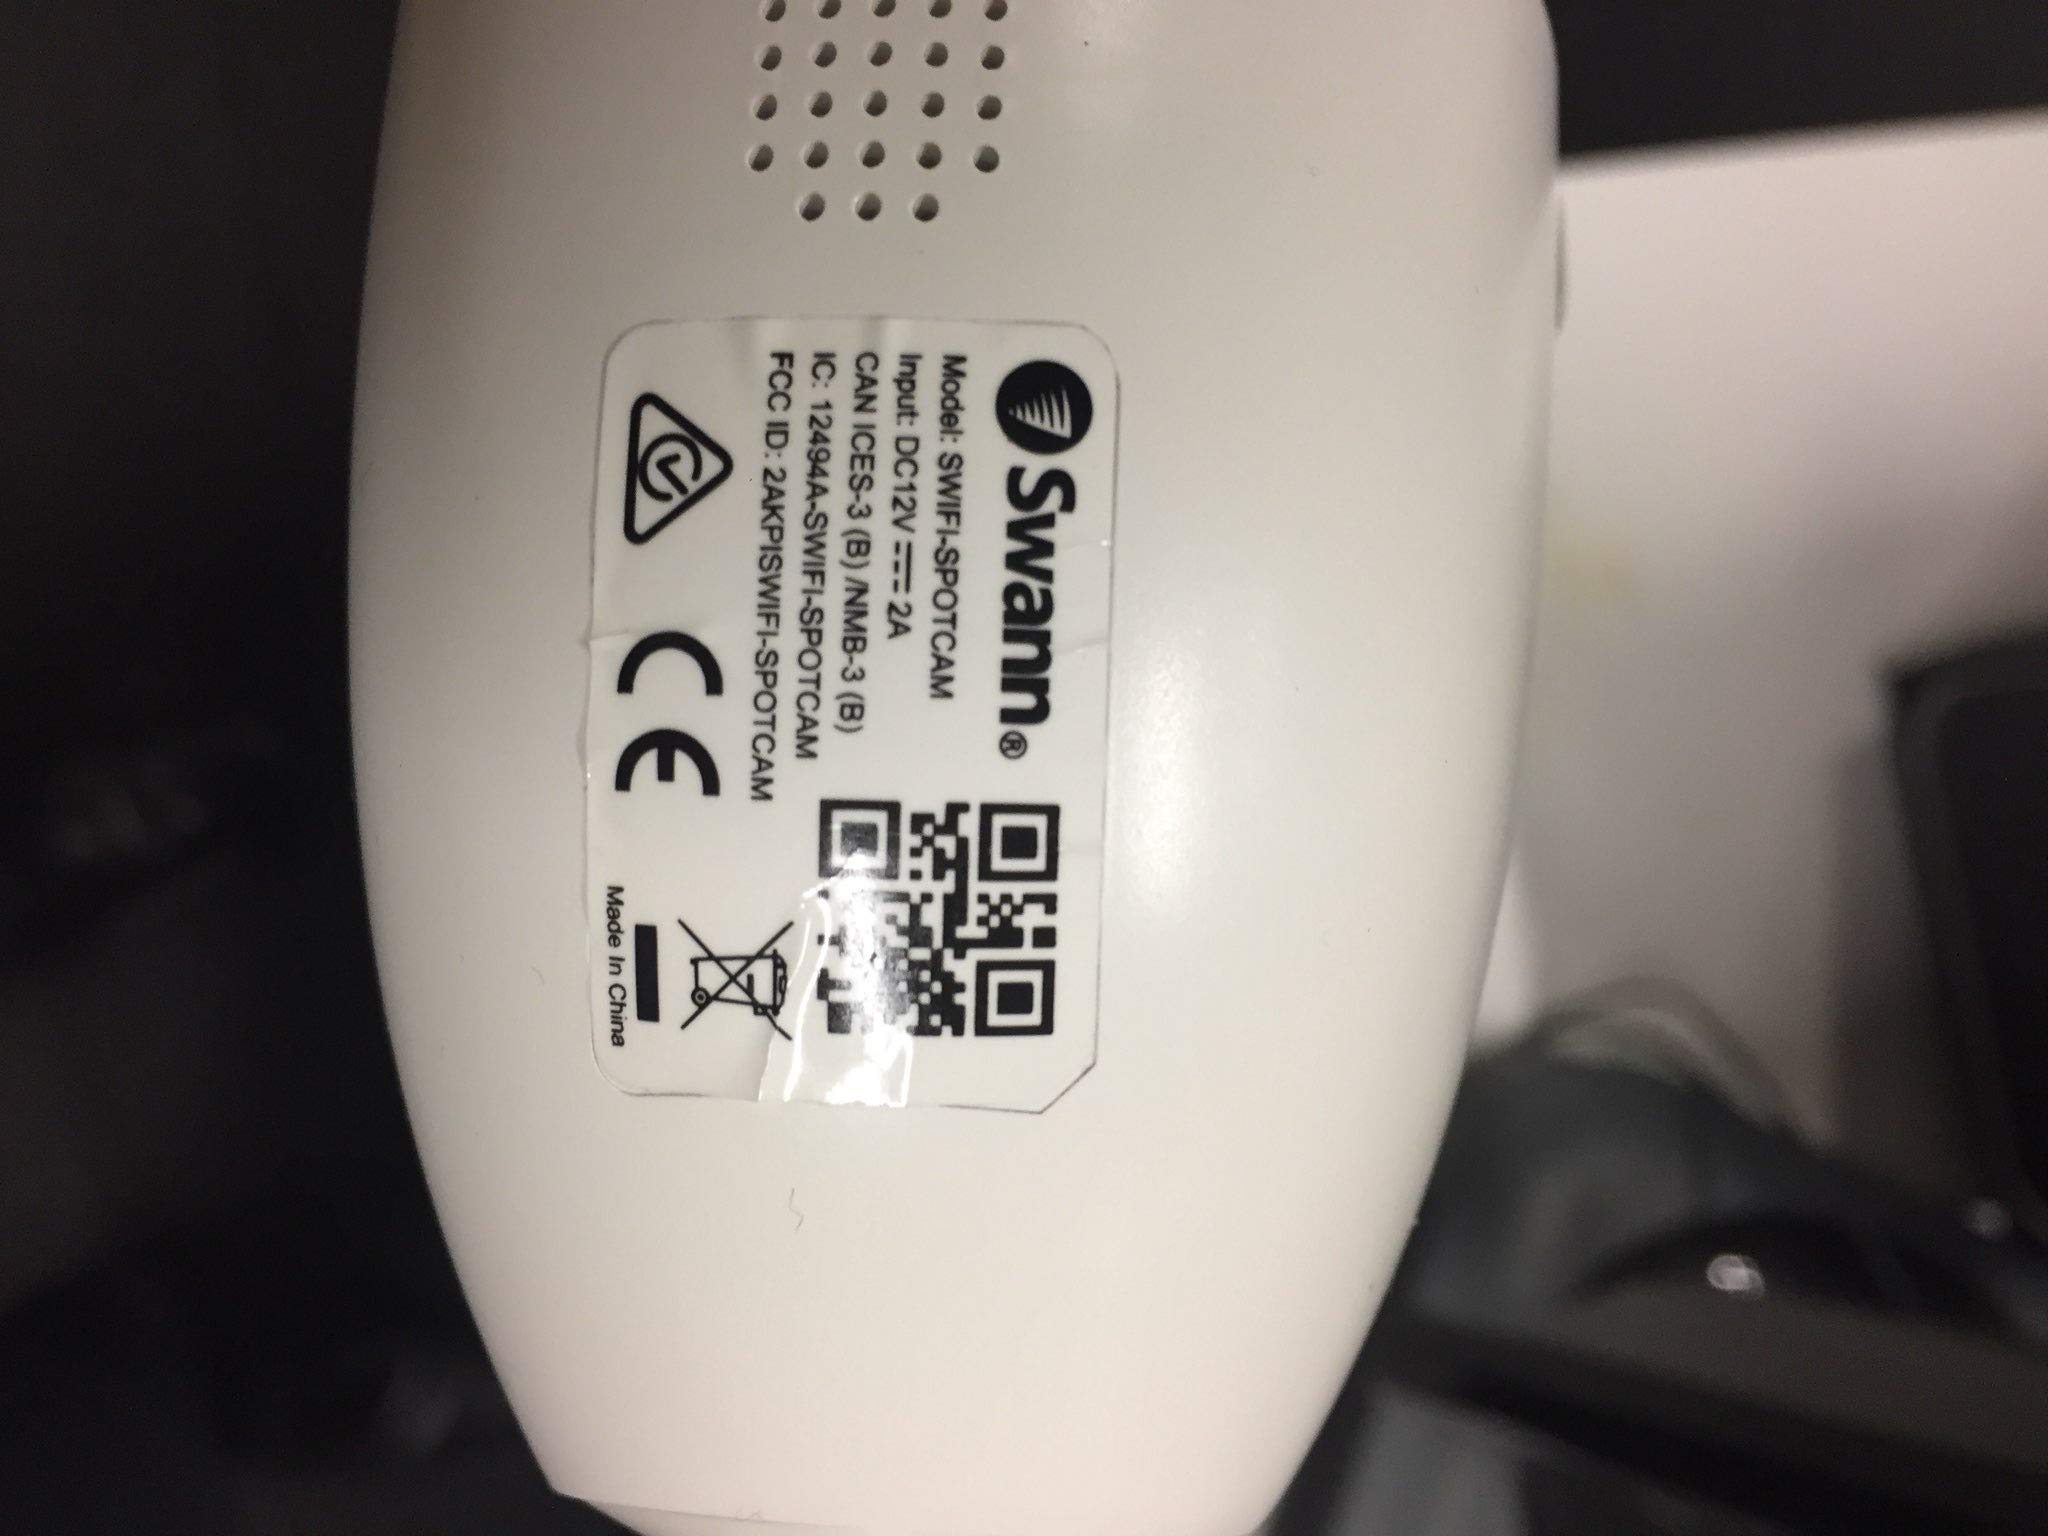 Swann®
Model: SWIFI-SPOTCAM
Input: DC12V⎓2A
CAN ICES-3 (B) /NMB-3 (B)
IC: 12494A-SWIFI-SPOTCAM
FCC ID: 2AKPISWIFI-SPOTCAM
CE
Made In China